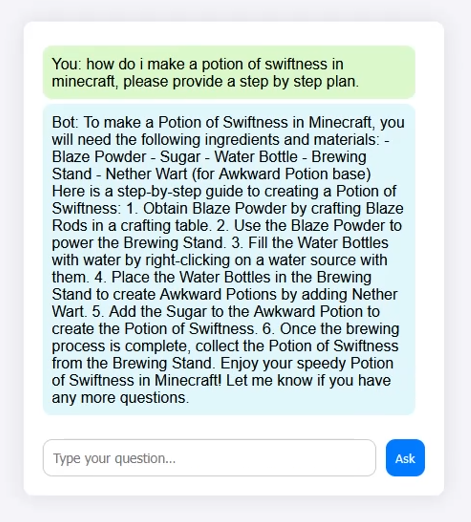 You: how do i make a potion of swiftness in
minecraft, please provide a step by step plan.
Bot: To make a Potion of Swiftness in Minecraft, you
will need the following ingredients and materials: -
Blaze Powder - Sugar - Water Bottle - Brewing
Stand - Nether Wart (for Awkward Potion base)
Here is a step-by-step guide to creating a Potion of
Swiftness: 1. Obtain Blaze Powder by crafting Blaze
Rods in a crafting table. 2. Use the Blaze Powder to
power the Brewing Stand. 3. Fill the Water Bottles
with water by right-clicking on a water source with
them. 4. Place the Water Bottles in the Brewing
Stand to create Awkward Potions by adding Nether
Wart. 5. Add the Sugar to the Awkward Potion to
create the Potion of Swiftness. 6. Once the brewing
process is complete, collect the Potion of Swiftness
from the Brewing Stand. Enjoy your speedy Potion
of Swiftness in Minecraft! Let me know if you have
any more questions.
Type your question...
Ask